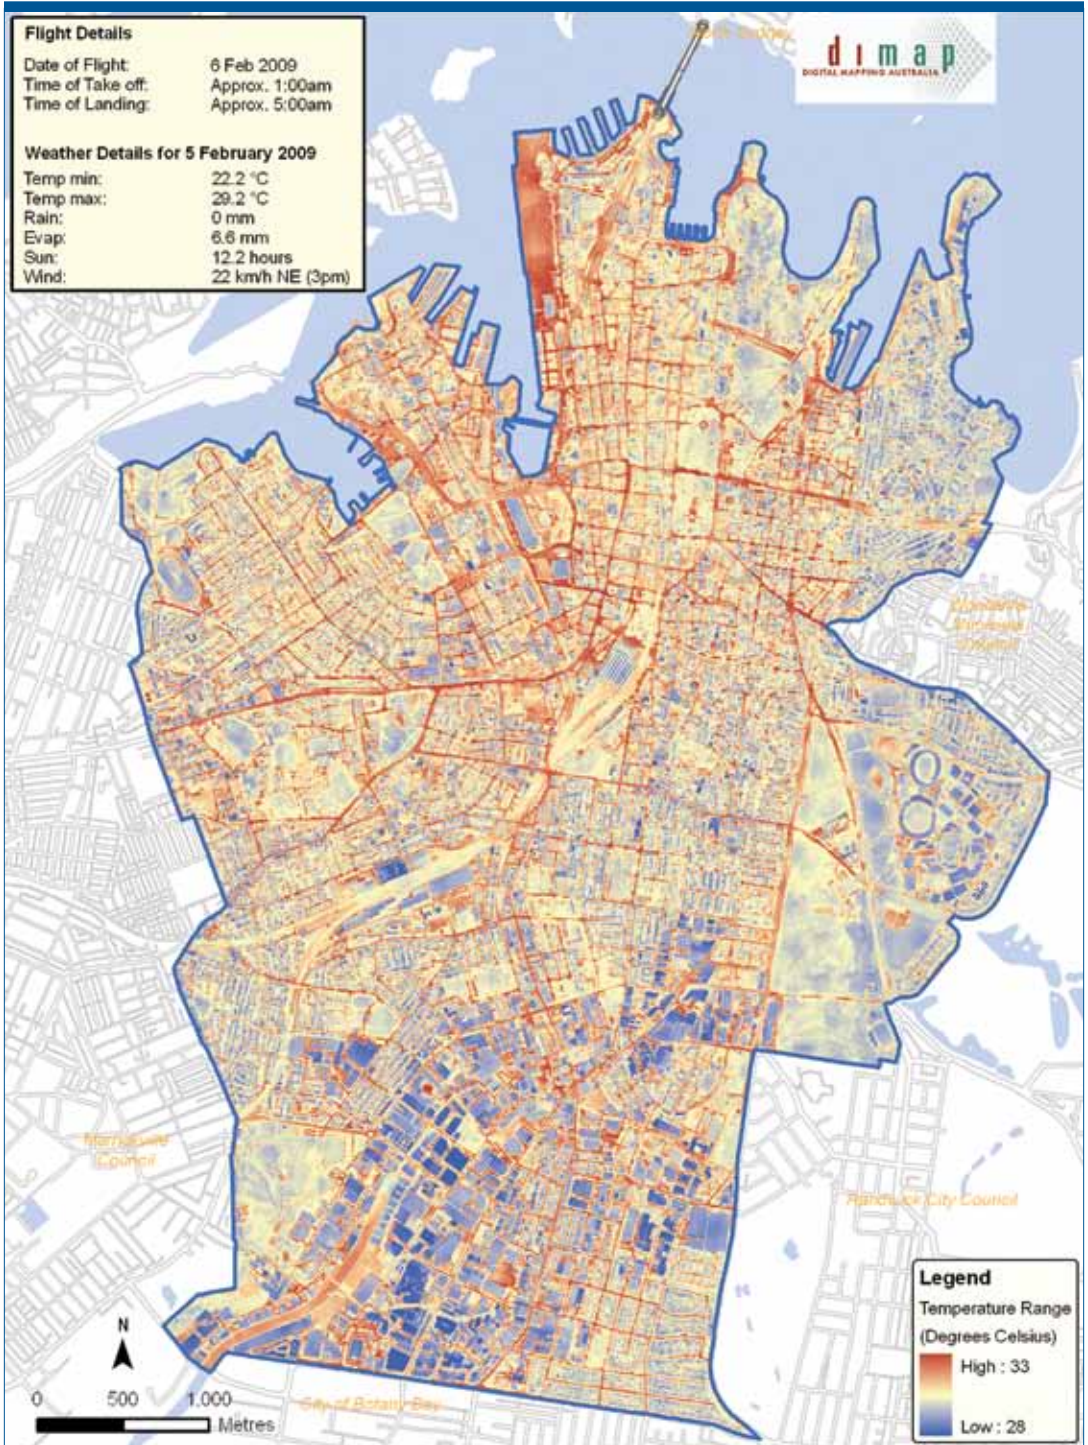 Flight Details
Date of Flight: 6 Feb 2009
Time of Take off: Approx. 1:00am
Time of Landing: Approx. 5:00am
Weather Details for 5 February 2009
Temp min: 22.2 °C
Temp max: 29.2 °C
Rain: 0 mm
Evap: 6.6 mm
Sun: 12.2 hours
Wind: 22 km/h NE (3pm)
North Sydney
dimap
DIGITAL MAPPING AUSTRALIA
Marrickville
Council
Randwick City Council
City of Botany Bay
N
0 500 1,000
Metres
Legend
Temperature Range
(Degrees Celsius)
High : 33
Low : 28